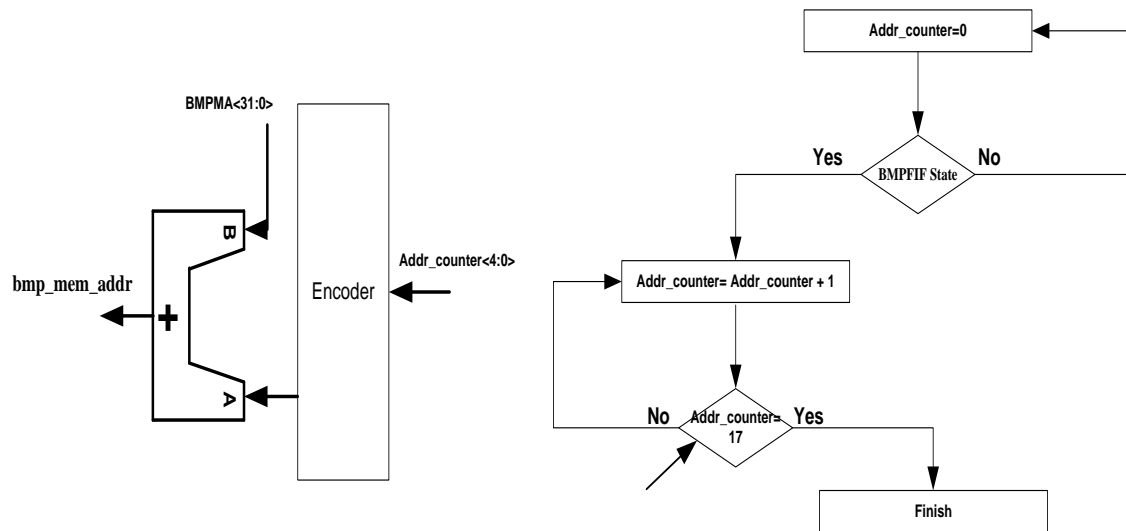 BMPMA<31:0>
B
bmp_mem_addr
+
A
Encoder
Addr_counter<4:0>
Addr_counter=0
Yes
BMPFIF State
No
Addr_counter= Addr_counter + 1
No
Addr_counter=
17
Yes
Finish